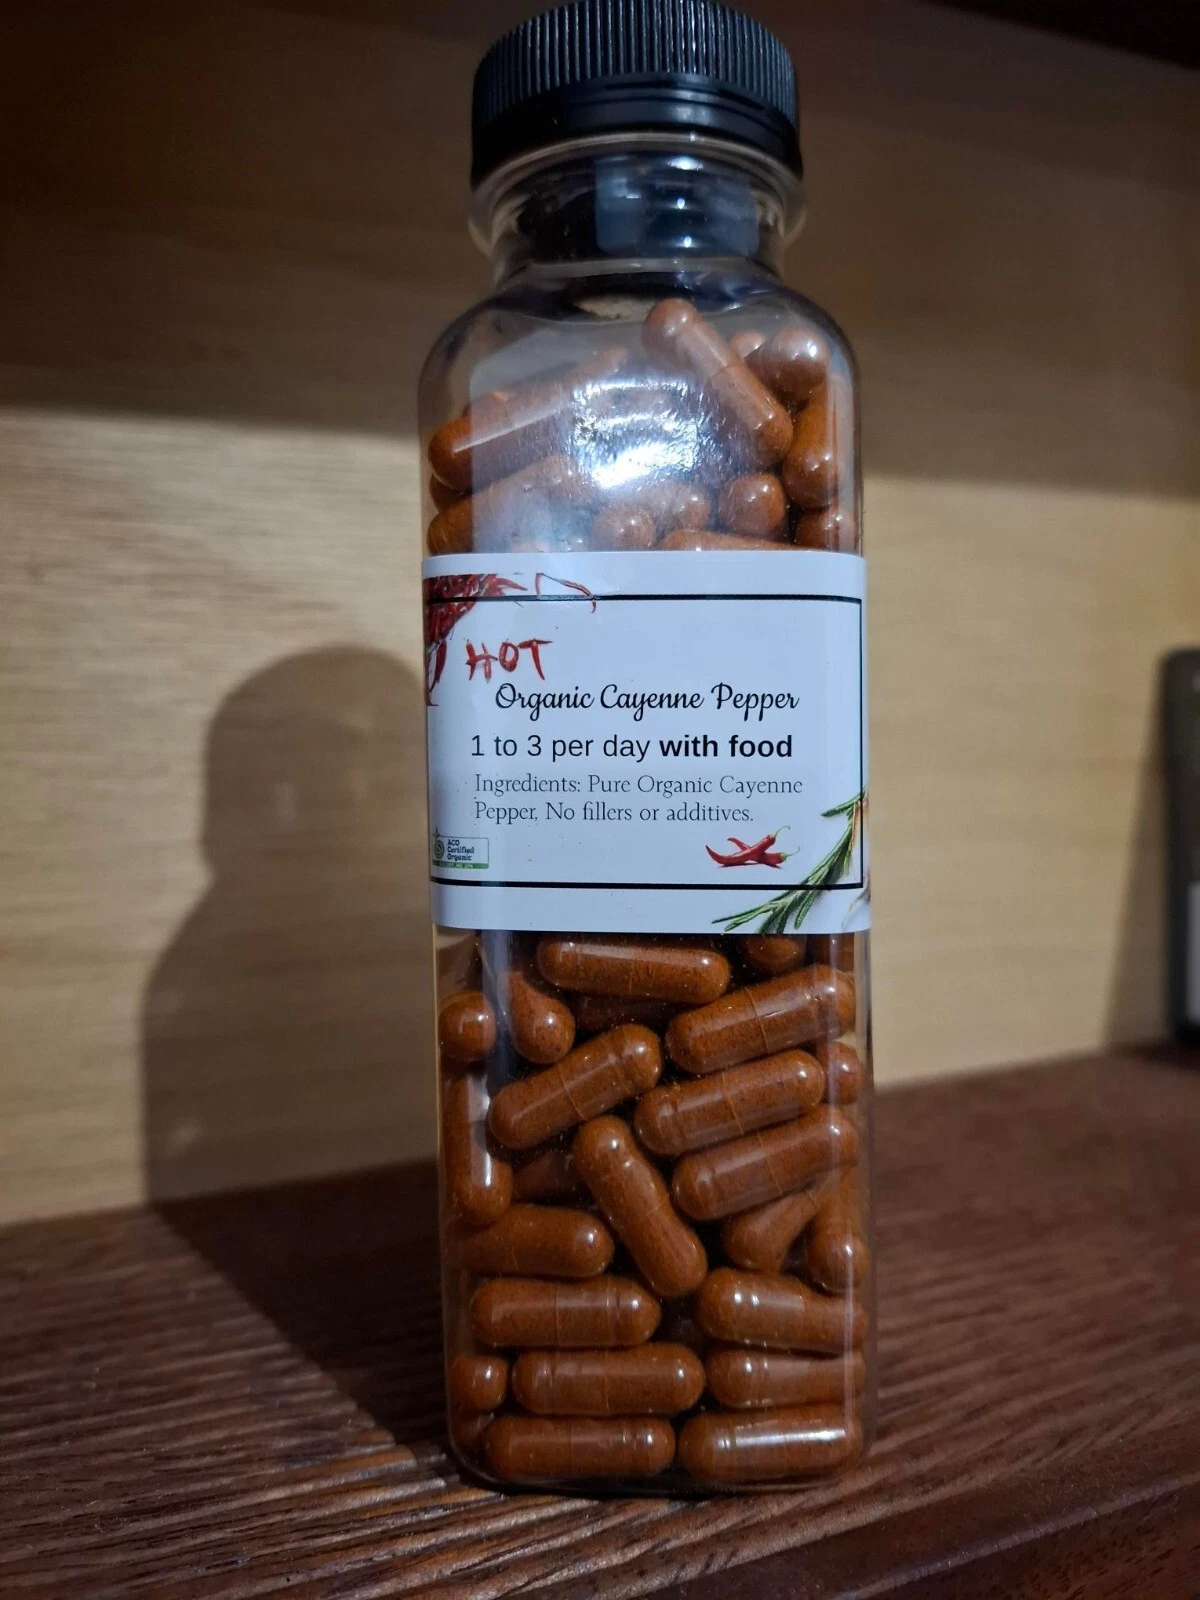 HOT
Organic Cayenne Pepper
1 to 3 per day with food
Ingredients: Pure Organic Cayenne
Pepper, No fillers or additives.
ACO
Certified
Organic